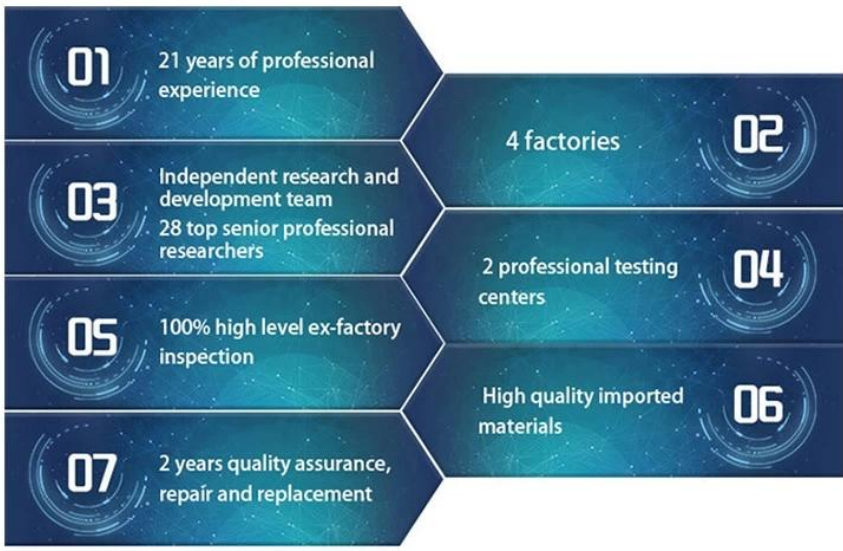 01
21 years of professional
experience
02
4 factories
03
Independent research and
development team
28 top senior professional
researchers
04
2 professional testing
centers
05
100% high level ex-factory
inspection
06
High quality imported
materials
07
2 years quality assurance,
repair and replacement